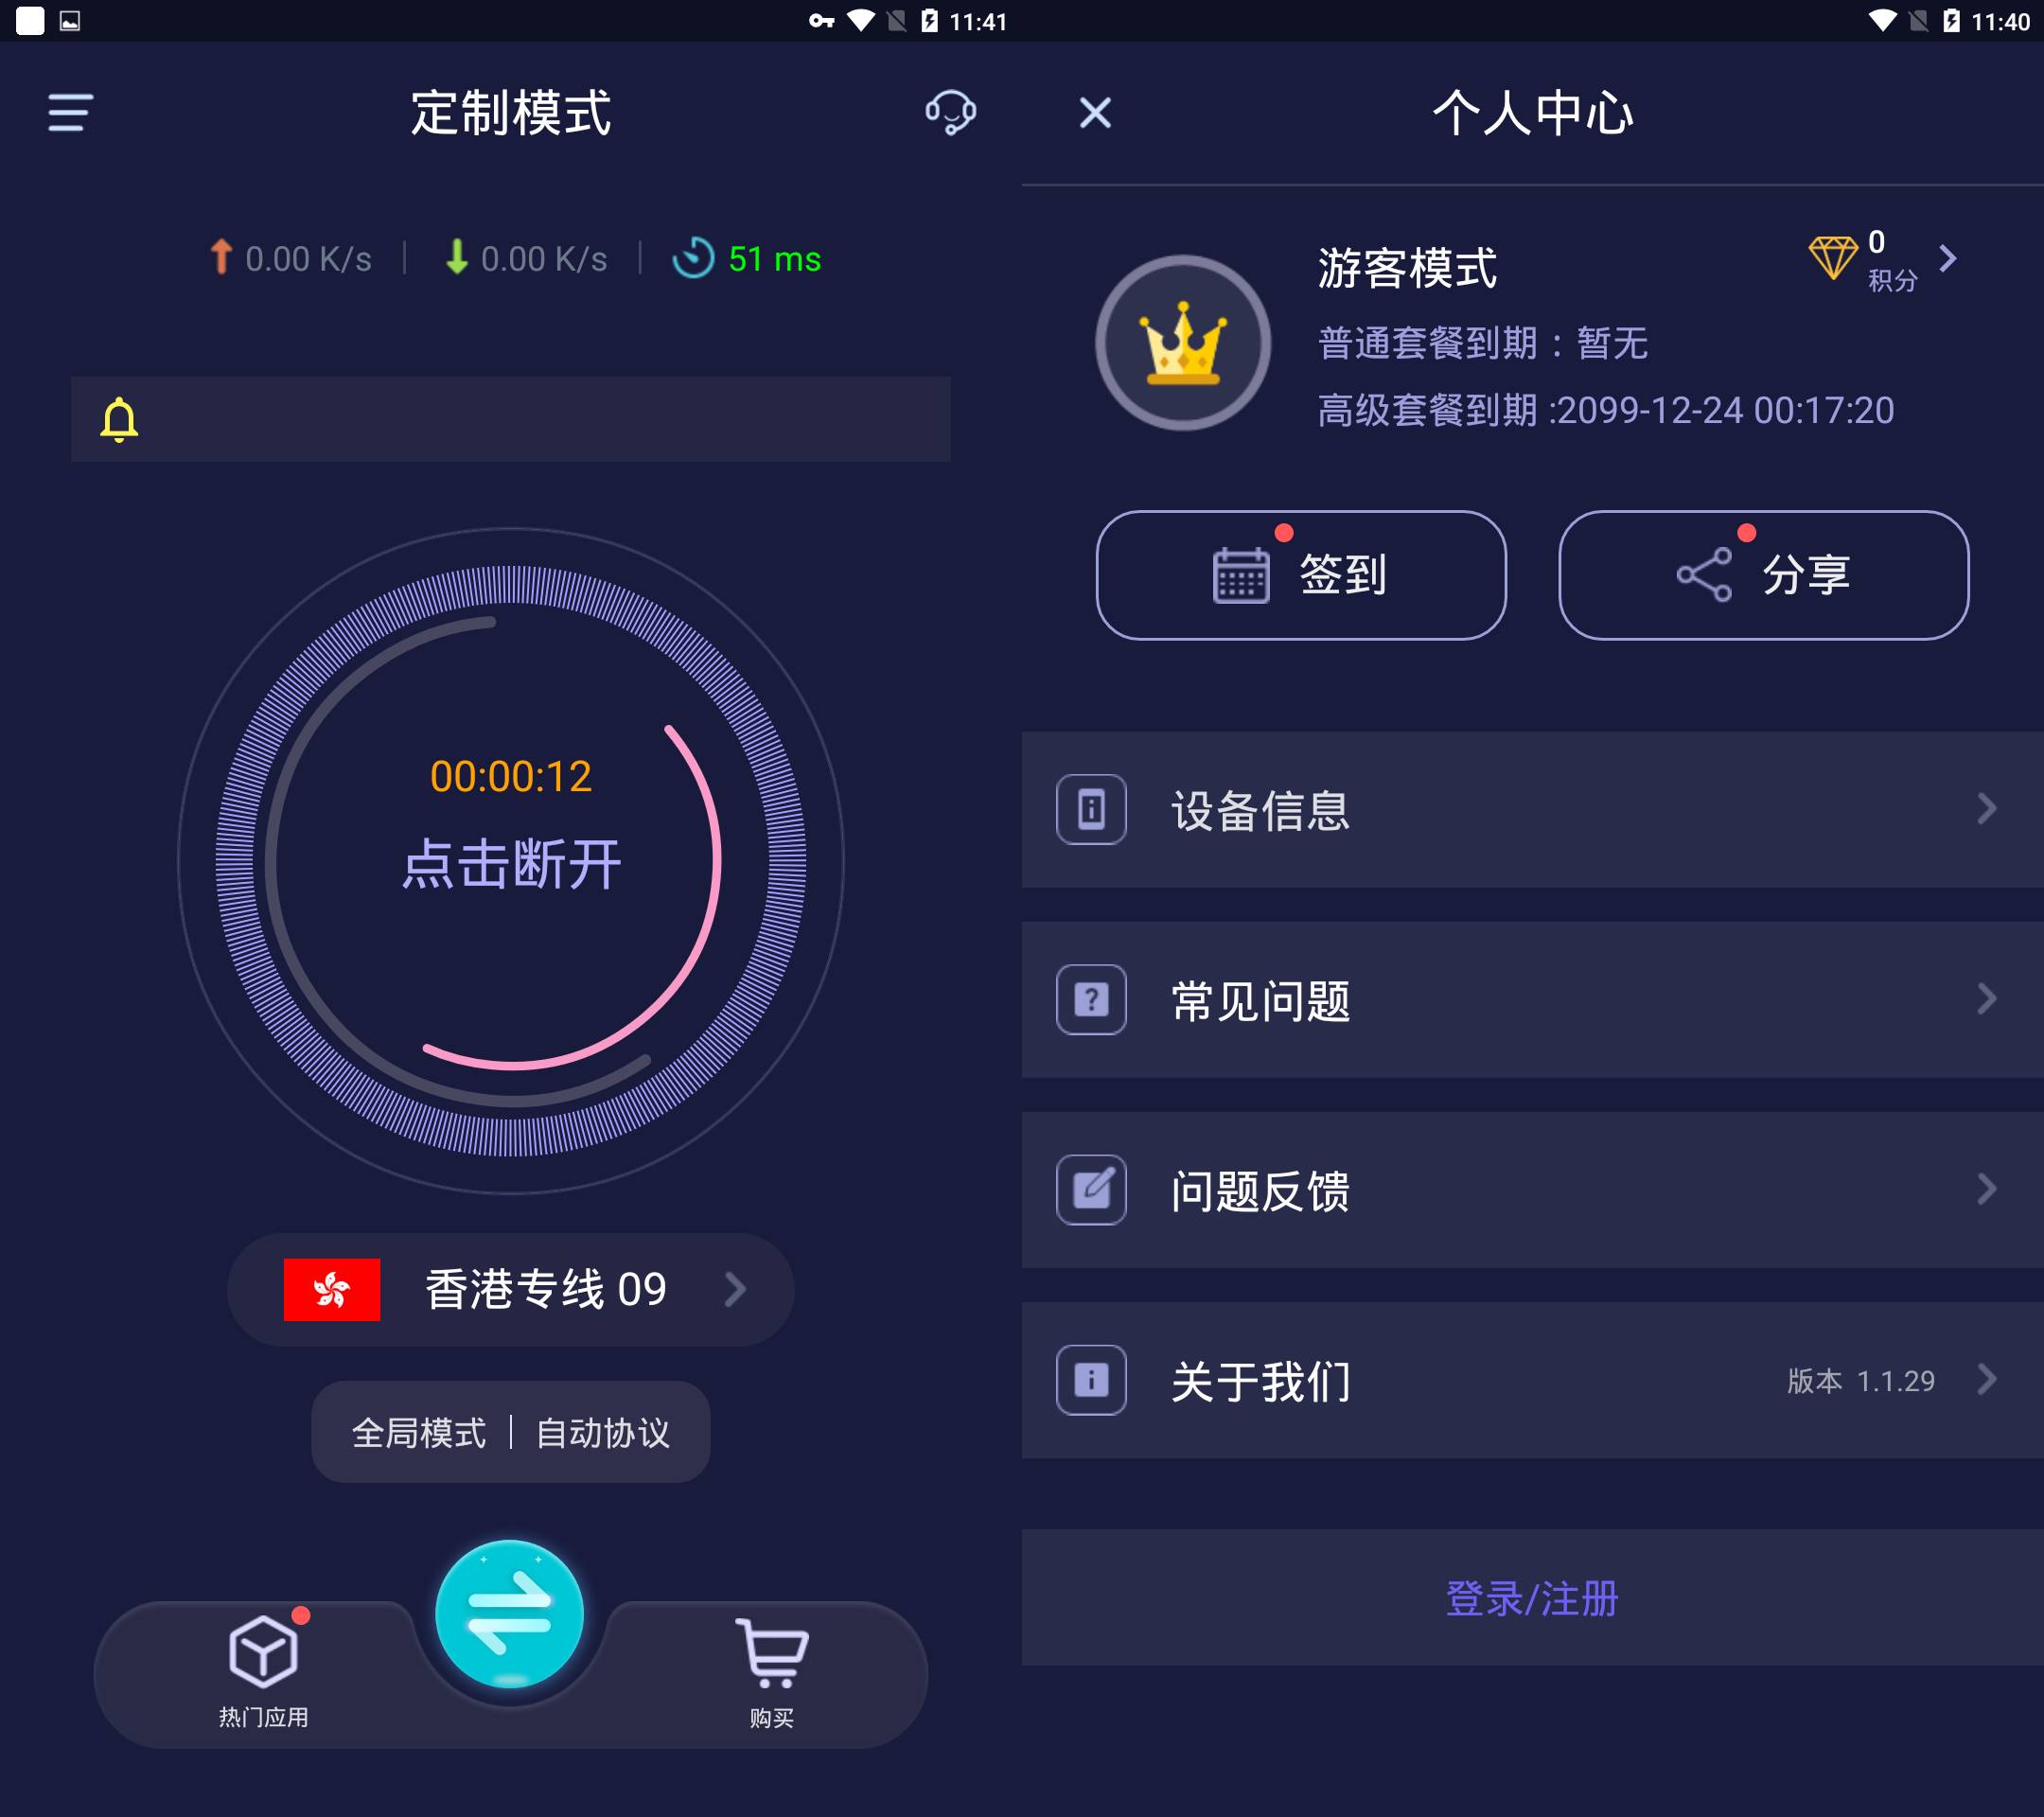 11:41
定制模式
0.00 K/s
0.00 K/s
51 ms
00:00:12
点击断开
香港专线 09
全局模式 | 自动协议
热门应用
购买
11:40
个人中心
游客模式
0
积分
普通套餐到期：暂无
高级套餐到期 :2099-12-24 00:17:20
签到
分享
设备信息
常见问题
问题反馈
关于我们
版本 1.1.29
登录/注册